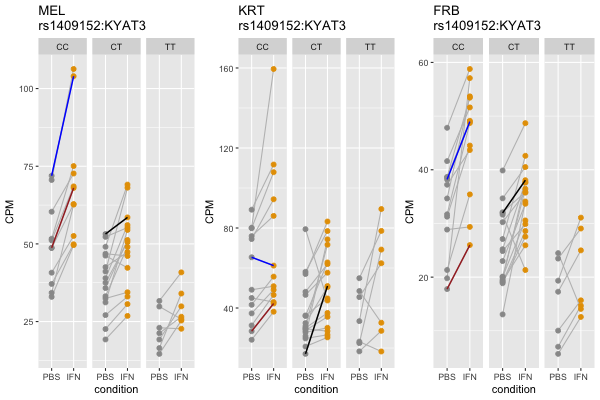 MEL
rs1409152:KYAT3
CC CT TT
CPM
100
75
50
25
PBS IFN PBS IFN PBS IFN
condition
KRT
rs1409152:KYAT3
CC CT TT
CPM
160
120
80
40
PBS IFN PBS IFN PBS IFN
condition
FRB
rs1409152:KYAT3
CC CT TT
CPM
60
40
20
PBS IFN PBS IFN PBS IFN
condition